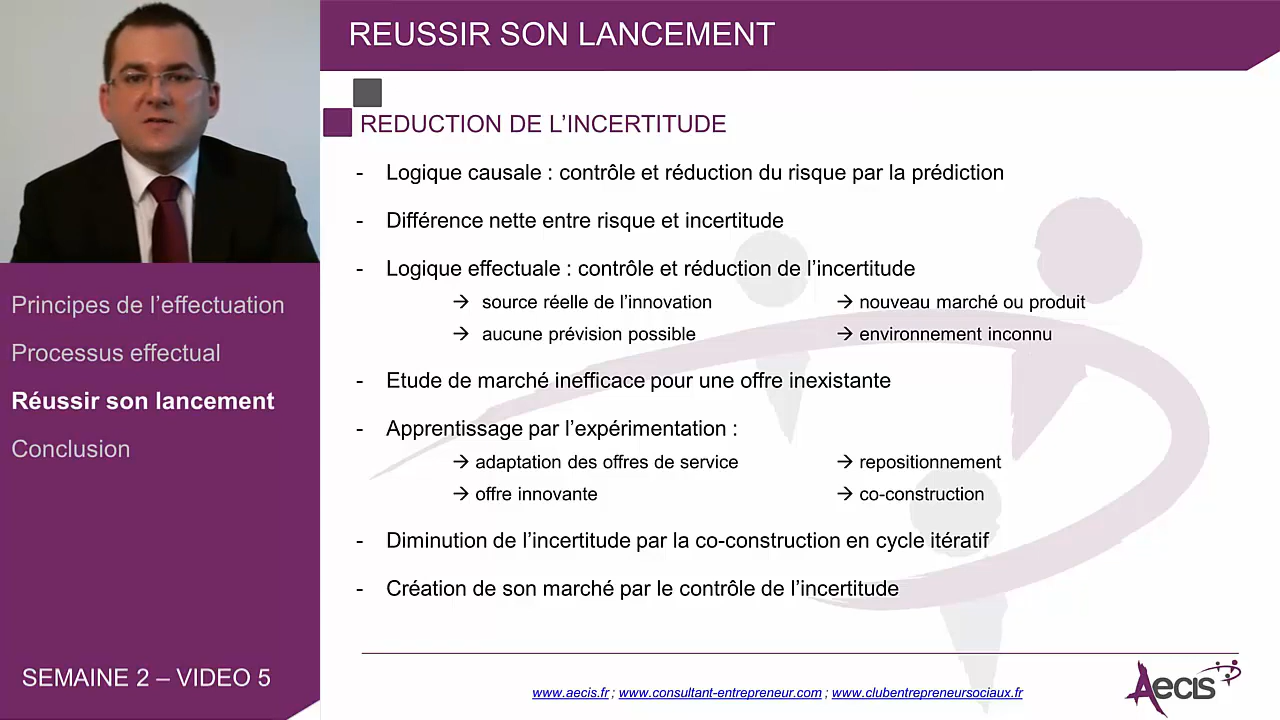 REUSSIR SON LANCEMENT
REDUCTION DE L’INCERTITUDE
- Logique causale : contrôle et réduction du risque par la prédiction
- Différence nette entre risque et incertitude
- Logique effectuale : contrôle et réduction de l’incertitude
→ source réelle de l’innovation → nouveau marché ou produit
→ aucune prévision possible → environnement inconnu
- Etude de marché inefficace pour une offre inexistante
- Apprentissage par l’expérimentation :
→ adaptation des offres de service → repositionnement
→ offre innovante → co-construction
- Diminution de l’incertitude par la co-construction en cycle itératif
- Création de son marché par le contrôle de l’incertitude
Principes de l’effectuation
Processus effectual
Réussir son lancement
Conclusion
SEMAINE 2 – VIDEO 5
www.aecis.fr ; www.consultant-entrepreneur.com ; www.clubentrepreneursociaux.fr
Aecis